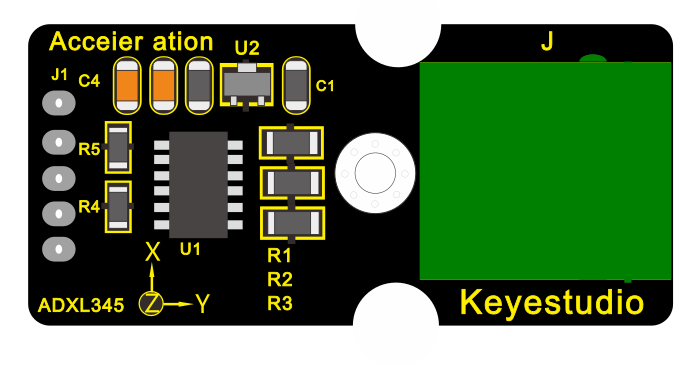 Acceier ation
U2
J
J1
C4
C1
R5
R4
U1
X
R1
R2
R3
Z
Y
ADXL345
Keyestudio